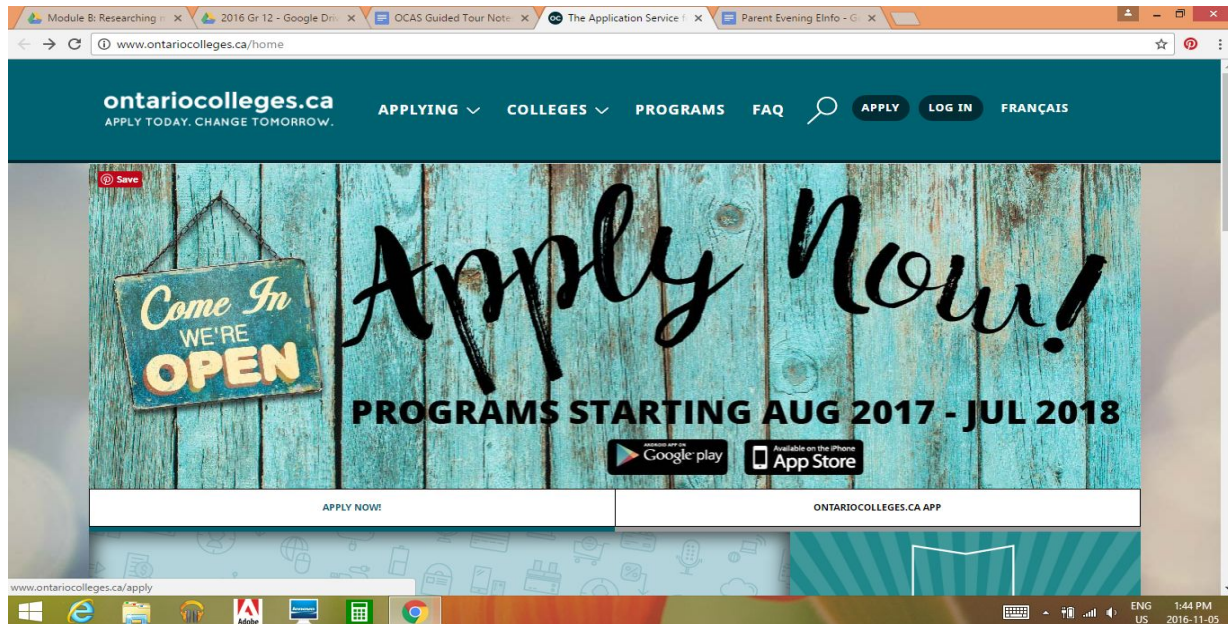 Module B: Researching
2016 Gr 12 - Google Dri
OCAS Guided Tour Note
The Application Service f
Parent Evening EInfo - G
www.ontariocolleges.ca/home
ontariocolleges.ca
APPLY TODAY. CHANGE TOMORROW.
APPLYING
COLLEGES
PROGRAMS
FAQ
APPLY
LOG IN
FRANÇAIS
Save
Come In
WE'RE
OPEN
Apply Now!
PROGRAMS STARTING AUG 2017 - JUL 2018
ANDROID APP ON
Google play
Available on the iPhone
App Store
APPLY NOW!
ONTARIOCOLLEGES.CA APP
www.ontariocolleges.ca/apply
Adobe
ENG
US
1:44 PM
2016-11-05